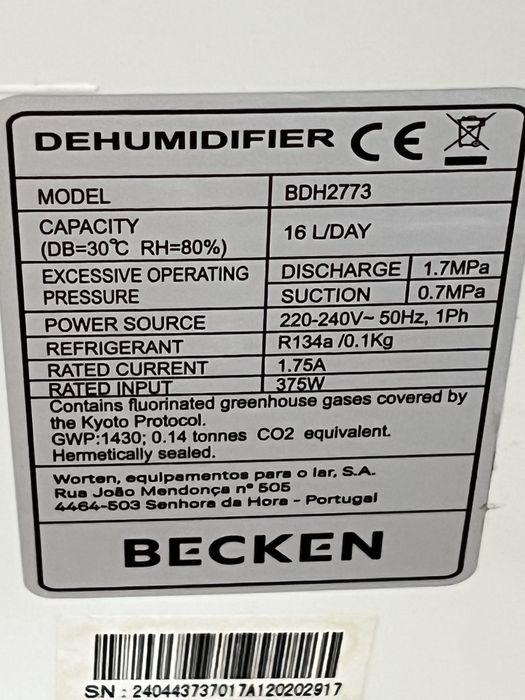 DEHUMIDIFIER CE
MODEL BDH2773
CAPACITY
(DB=30°C RH=80%) 16 L/DAY
EXCESSIVE OPERATING
PRESSURE
DISCHARGE 1.7MPa
SUCTION 0.7MPa
POWER SOURCE 220-240V~ 50Hz, 1Ph
REFRIGERANT R134a /0.1Kg
RATED CURRENT 1.75A
RATED INPUT 375W
Contains fluorinated greenhouse gases covered by
the Kyoto Protocol.
GWP:1430; 0.14 tonnes CO2 equivalent.
Hermetically sealed.
Worten, equipamentos para o lar, S.A.
Rua João Mendonça nº 505
4464-503 Senhora da Hora - Portugal
BECKEN
SN : 240443737017A120202917